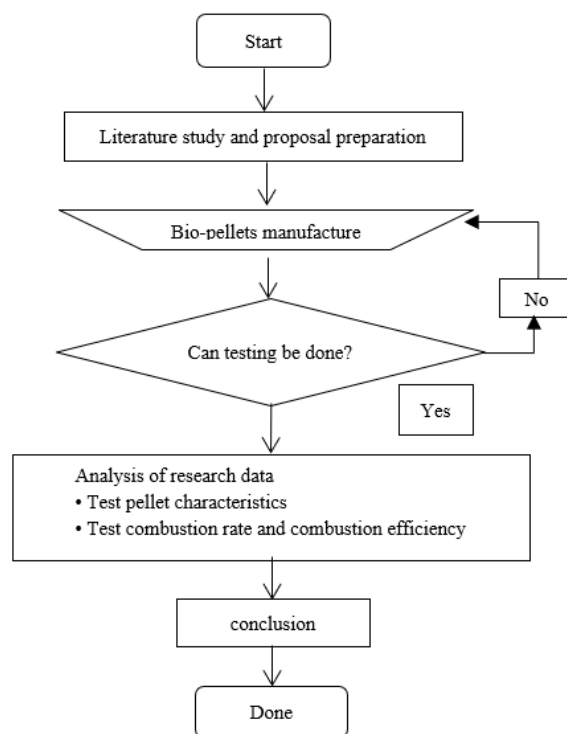 Start
Literature study and proposal preparation
Bio-pellets manufacture
No
Can testing be done?
Yes
Analysis of research data
• Test pellet characteristics
• Test combustion rate and combustion efficiency
conclusion
Done